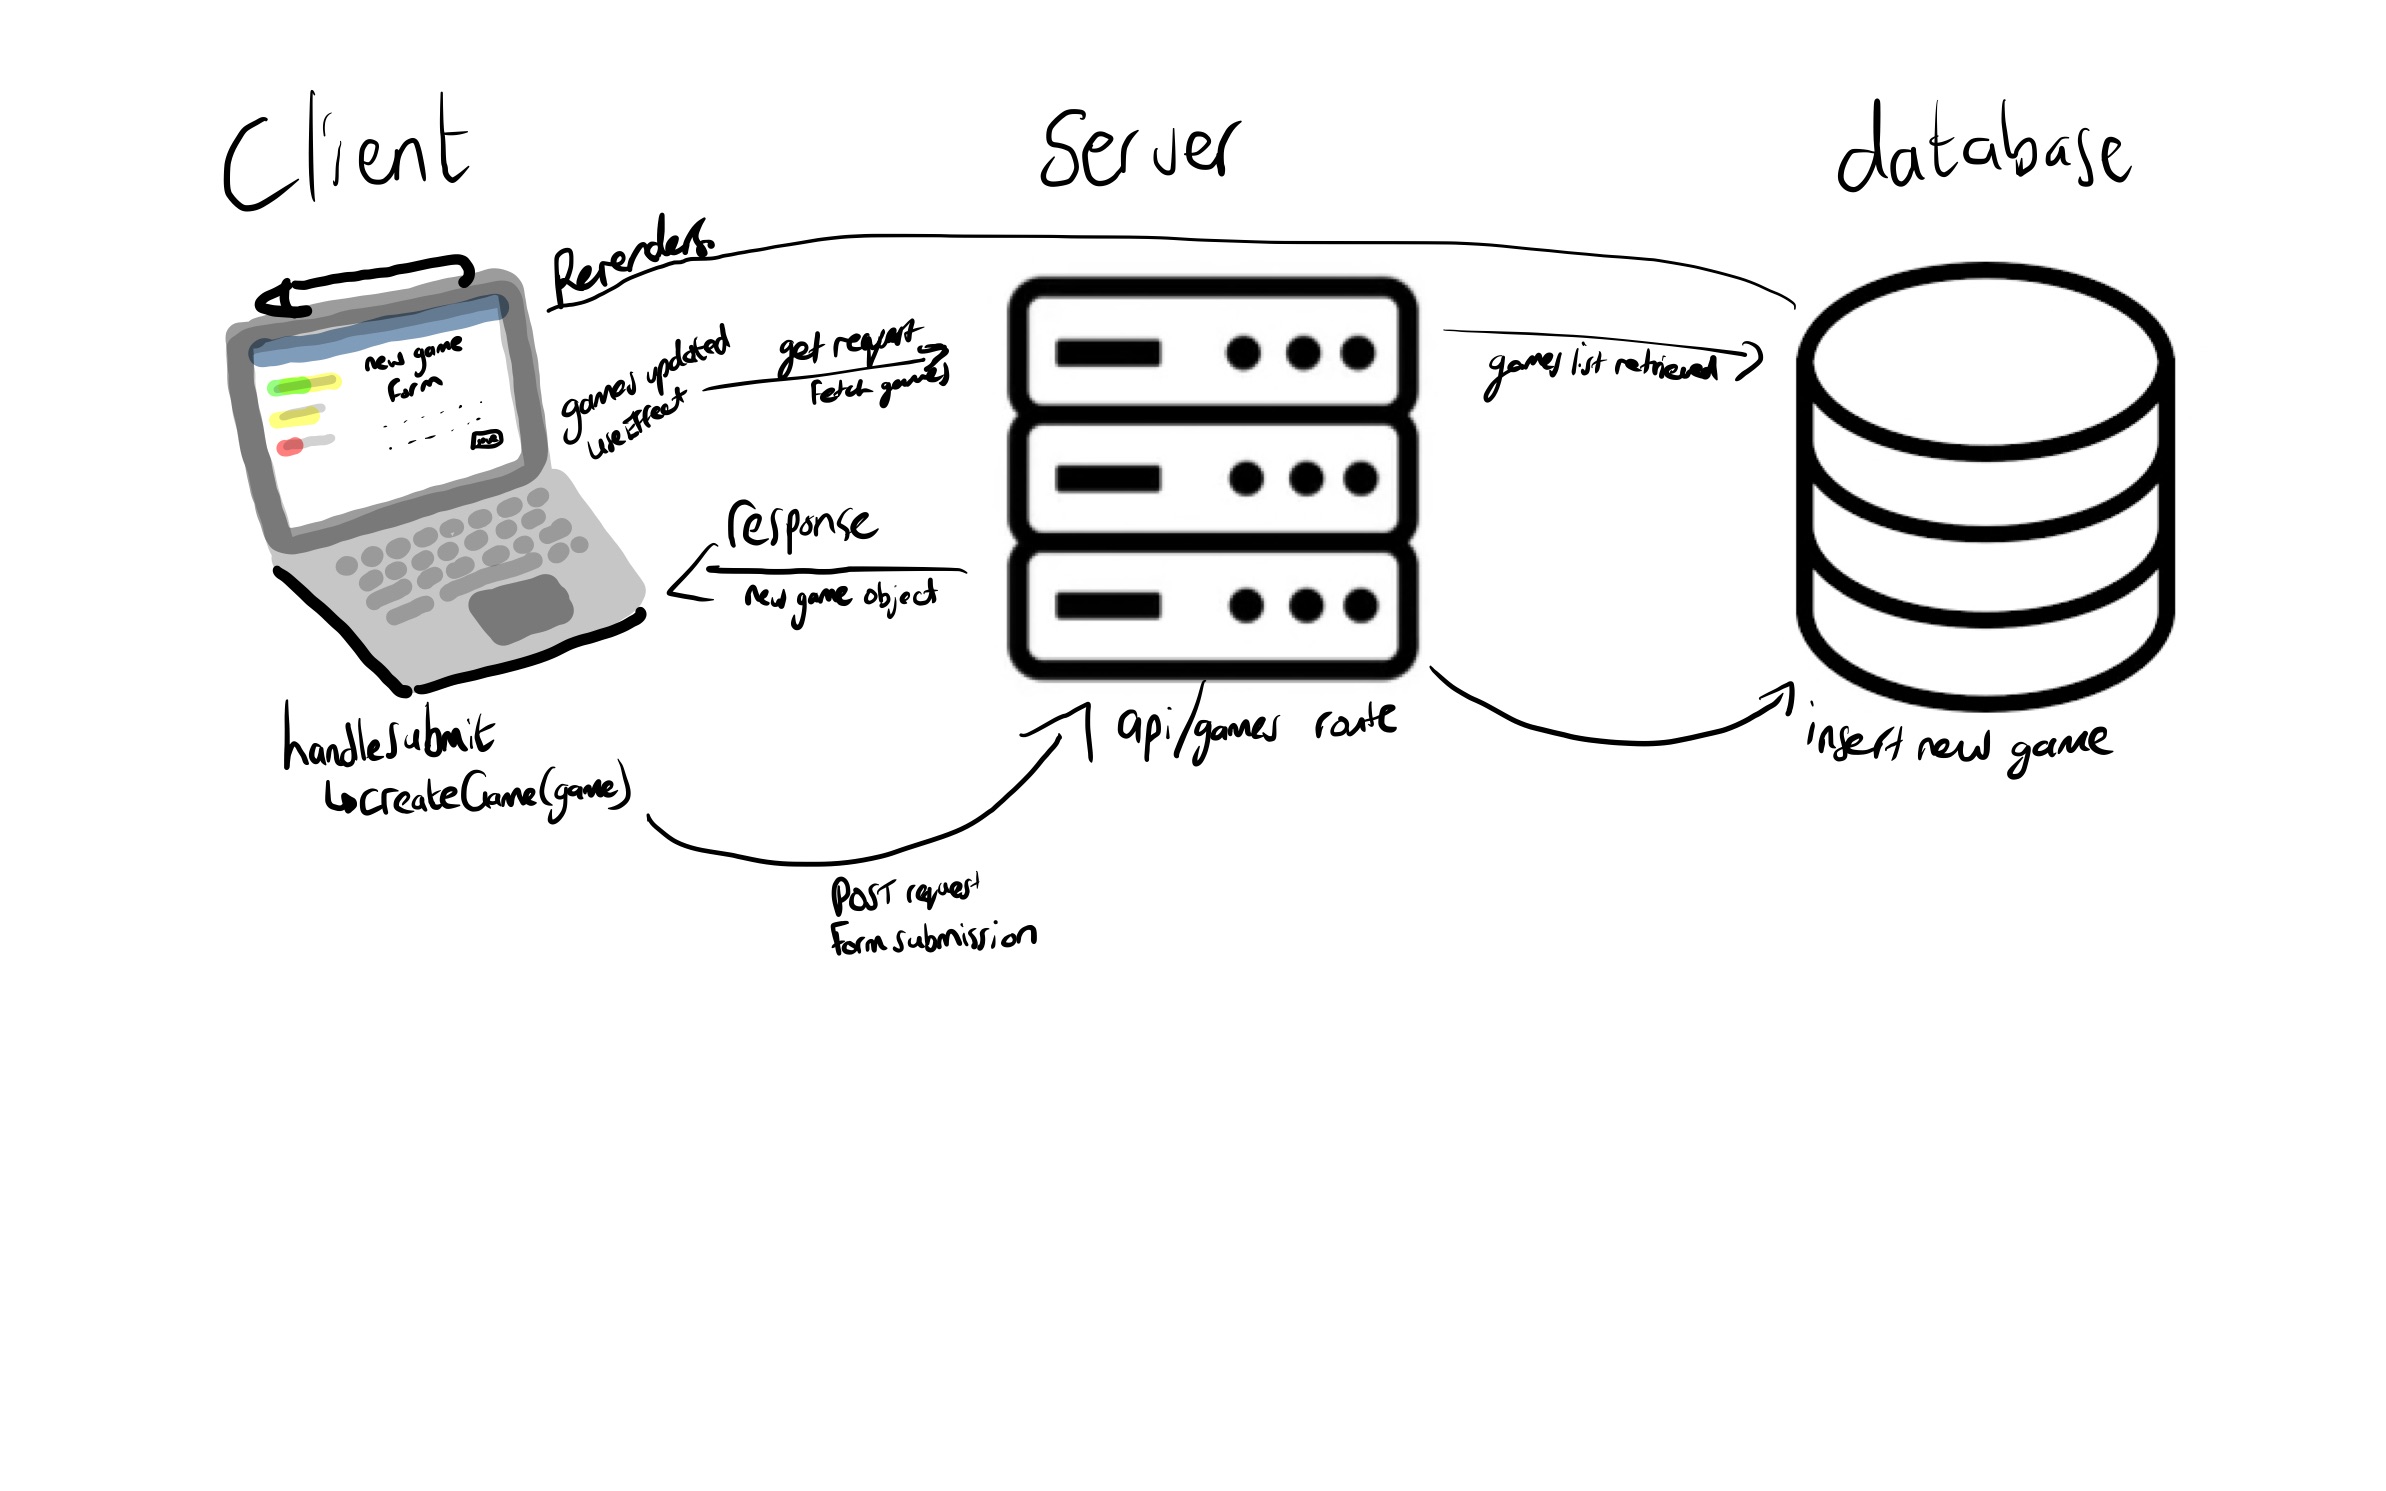 Client
Server
database
Rerenders
new game
form
save
games updated
useEffect
get request
fetch games
games list retrieved
response
new game object
handlesubmit
createGame(game)
api/games route
insert new game
POST request
Form submission